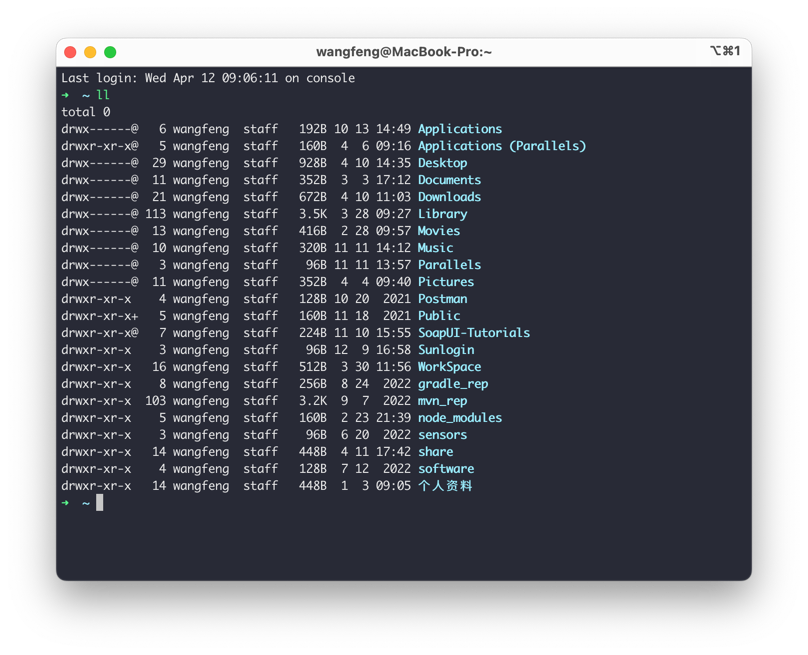 wangfeng@MacBook-Pro:~ ⌥⌘1
Last login: Wed Apr 12 09:06:11 on console
➜  ~ ll
total 0
drwx------@   6 wangfeng  staff   192B 10 13 14:49 Applications
drwxr-xr-x@   5 wangfeng  staff   160B  4  6 09:16 Applications (Parallels)
drwx------@  29 wangfeng  staff   928B  4 10 14:35 Desktop
drwx------@  11 wangfeng  staff   352B  3  3 17:12 Documents
drwx------@  21 wangfeng  staff   672B  4 10 11:03 Downloads
drwx------@ 113 wangfeng  staff   3.5K  3 28 09:27 Library
drwx------@  13 wangfeng  staff   416B  2 28 09:57 Movies
drwx------@  10 wangfeng  staff   320B 11 11 14:12 Music
drwx------@   3 wangfeng  staff    96B 11 11 13:57 Parallels
drwx------@  11 wangfeng  staff   352B  4  4 09:40 Pictures
drwxr-xr-x    4 wangfeng  staff   128B 10 20  2021 Postman
drwxr-xr-x+   5 wangfeng  staff   160B 11 18  2021 Public
drwxr-xr-x@   7 wangfeng  staff   224B 11 10 15:55 SoapUI-Tutorials
drwxr-xr-x    3 wangfeng  staff    96B 12  9 16:58 Sunlogin
drwxr-xr-x   16 wangfeng  staff   512B  3 30 11:56 WorkSpace
drwxr-xr-x    8 wangfeng  staff   256B  8 24  2022 gradle_rep
drwxr-xr-x  103 wangfeng  staff   3.2K  9  7  2022 mvn_rep
drwxr-xr-x    5 wangfeng  staff   160B  2 23 21:39 node_modules
drwxr-xr-x    3 wangfeng  staff    96B  6 20  2022 sensors
drwxr-xr-x   14 wangfeng  staff   448B  4 11 17:42 share
drwxr-xr-x    4 wangfeng  staff   128B  7 12  2022 software
drwxr-xr-x   14 wangfeng  staff   448B  1  3 09:05 个人资料
➜  ~